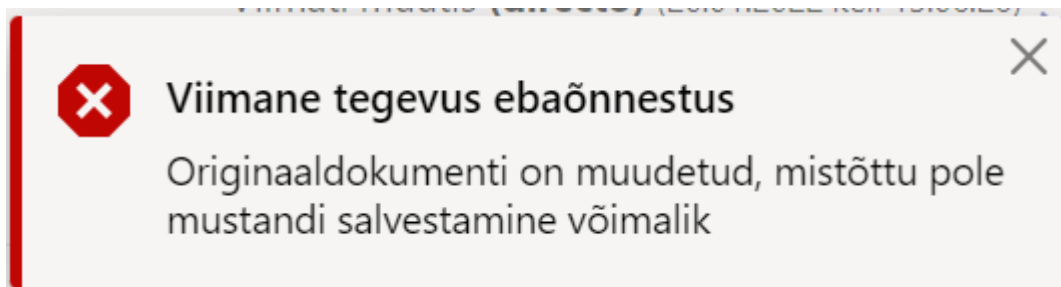 Viimane tegevus ebaõnnestus
Originaaldokumenti on muudetud, mistõttu pole
mustandi salvestamine võimalik